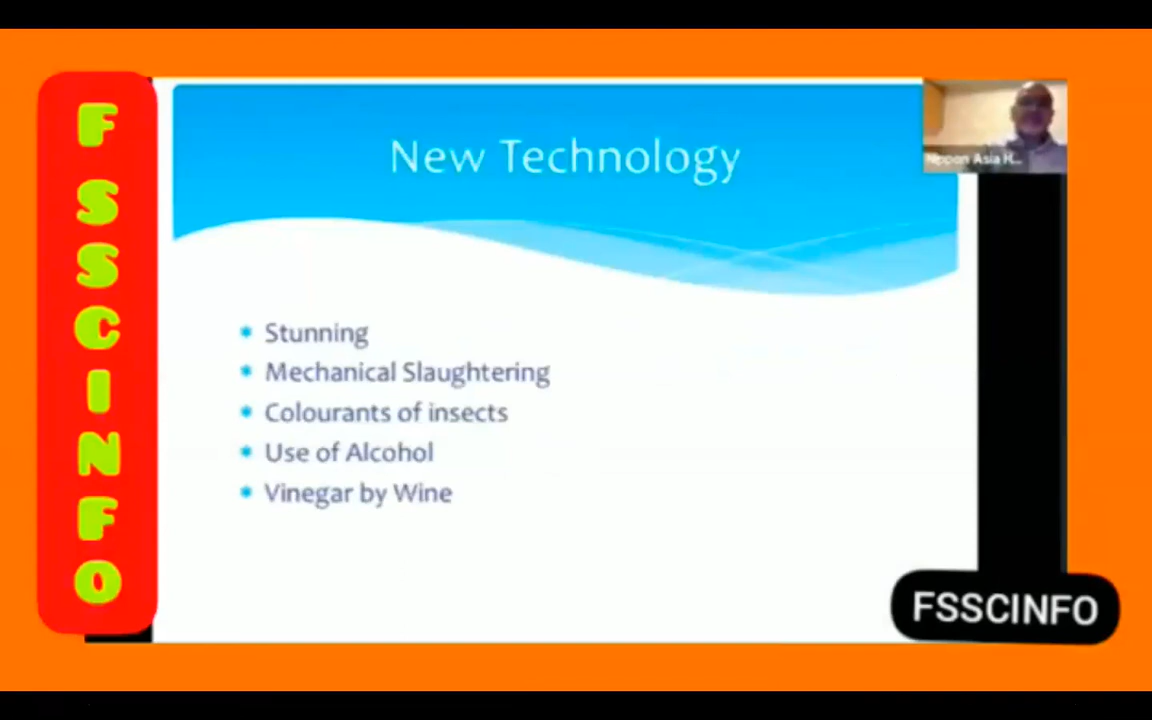 FSSCINFO
New Technology
Nippon Asia H...
Stunning
Mechanical Slaughtering
Colourants of insects
Use of Alcohol
Vinegar by Wine
FSSCINFO